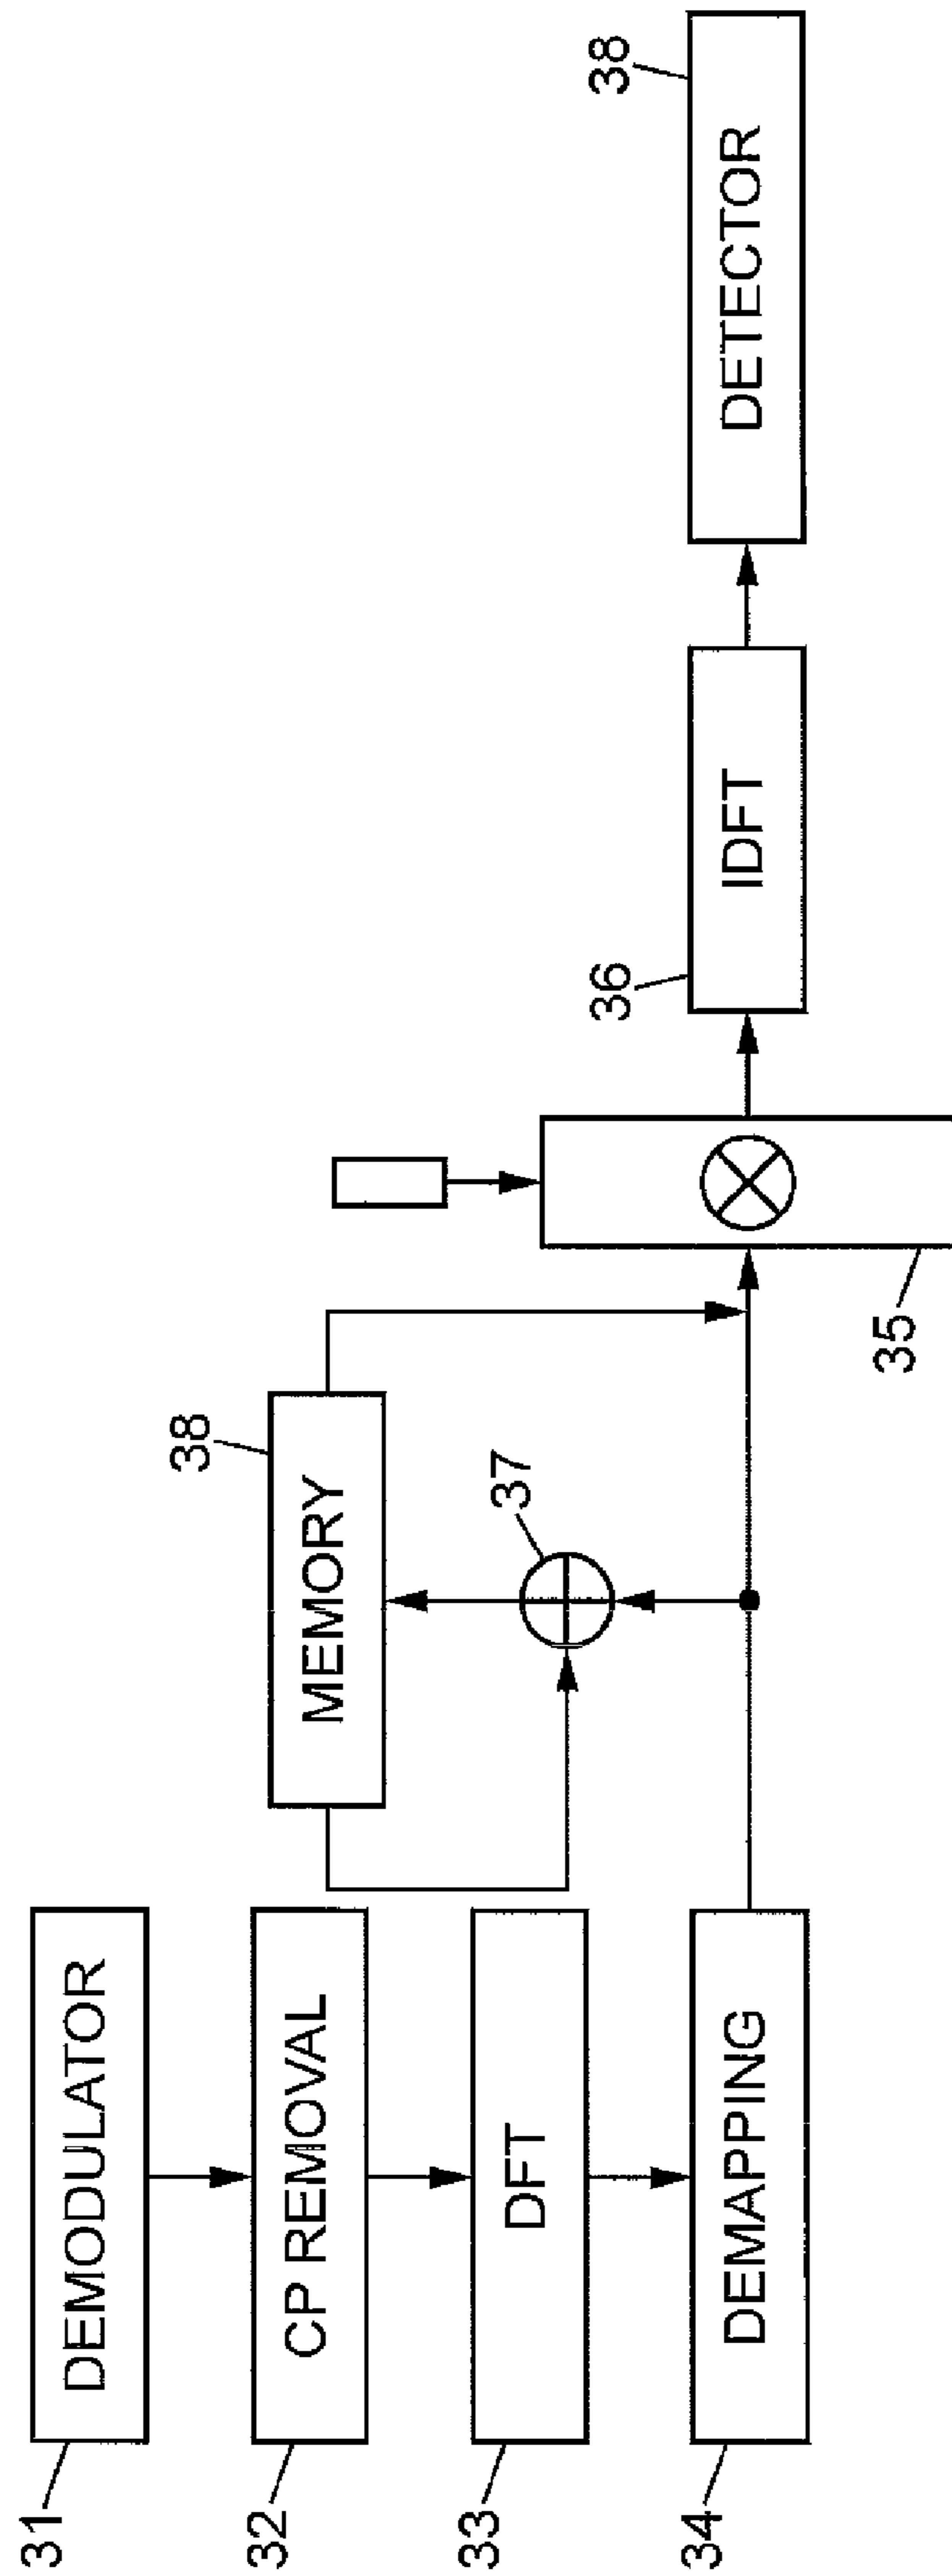 31
DEMODULATOR
32
CP REMOVAL
33
DFT
34
DEMAPPING
38
MEMORY
37
35
36
IDFT
38
DETECTOR